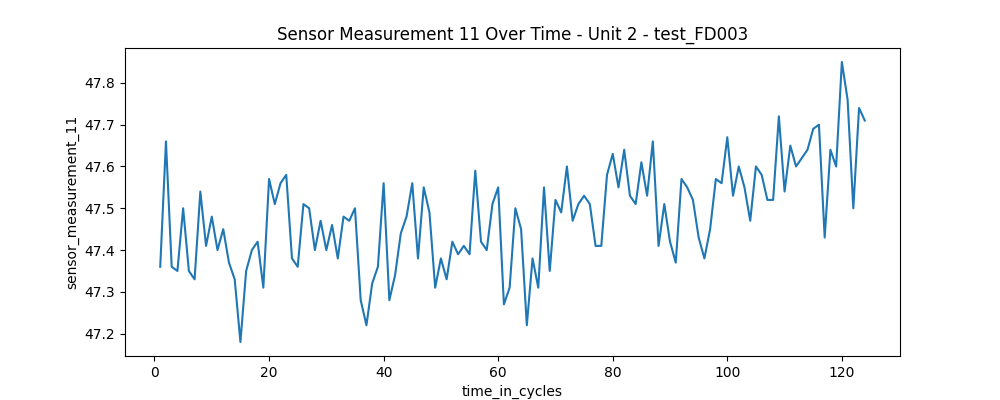 Sensor Measurement 11 Over Time - Unit 2 - test_FD003
sensor_measurement_11
47.8
47.7
47.6
47.5
47.4
47.3
47.2
0 20 40 60 80 100 120
time_in_cycles